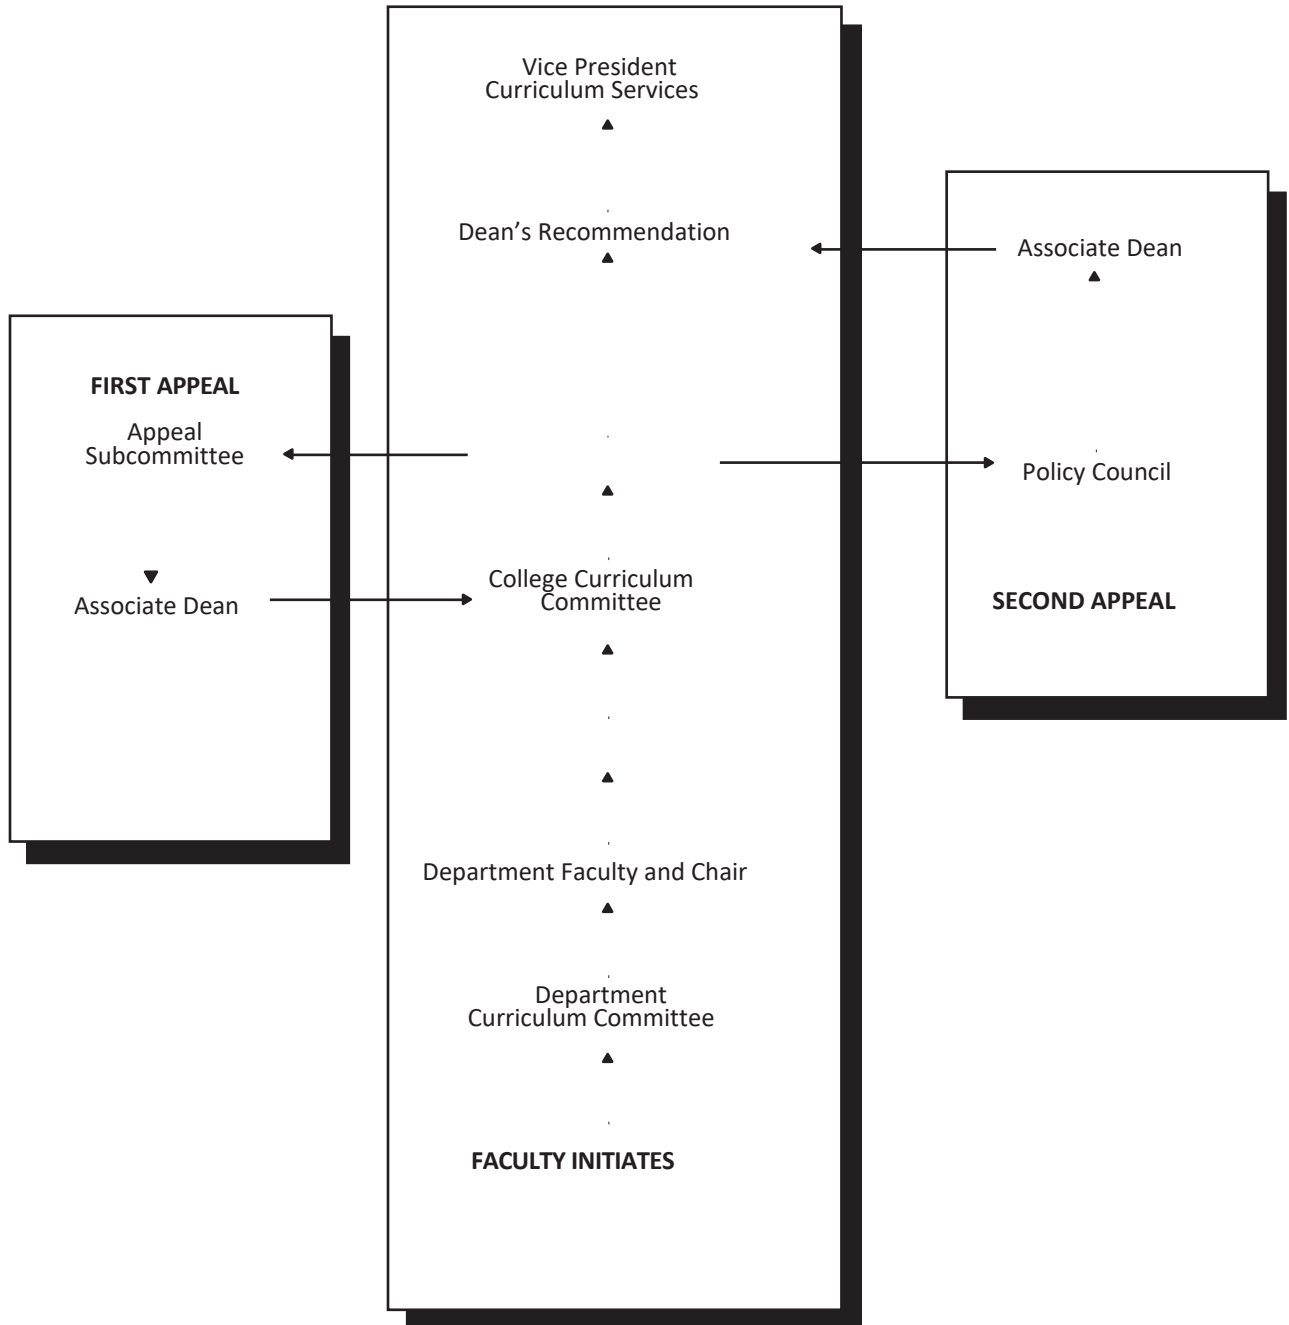 Vice President
Curriculum Services
Dean’s Recommendation
Associate Dean
FIRST APPEAL
Appeal
Subcommittee
Policy Council
College Curriculum
Committee
Associate Dean
SECOND APPEAL
Department Faculty and Chair
Department
Curriculum Committee
FACULTY INITIATES